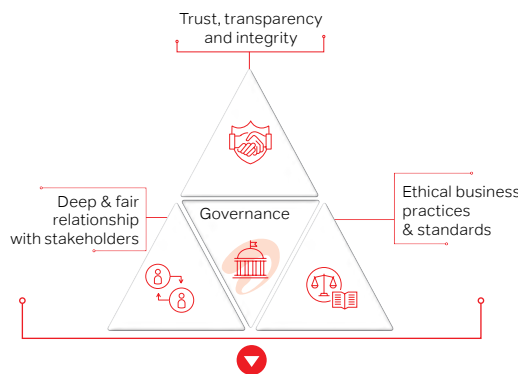 Trust, transparency
and integrity
Deep & fair
relationship
with stakeholders
Governance
Ethical business
practices
& standards